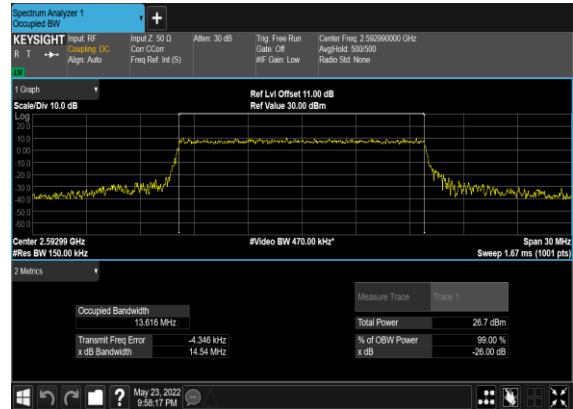 Spectrum Analyzer 1
Occupied BW
+
KEYSIGHT Input: RF Input Z: 50 Ω Atten: 30 dB Trig: Free Run Center Freq: 2.592990000 GHz
R T Coupling: DC Corr CCorr Gate: Off Avg|Hold: 500/500
Align: Auto Freq Ref: Int (S) #IF Gain: Low Radio Std: None
LW
1 Graph
Ref Lvl Offset 11.00 dB
Scale/Div 10.0 dB Ref Value 30.00 dBm
Log
20.0
10.0
0.00
-10.0
-20.0
-30.0
-40.0
-50.0
-60.0
Center 2.59299 GHz #Video BW 470.00 kHz* Span 30 MHz
#Res BW 150.00 kHz Sweep 1.67 ms (1001 pts)
2 Metrics
Measure Trace Trace 1
Occupied Bandwidth
13.616 MHz Total Power 26.7 dBm
Transmit Freq Error -4.346 kHz % of OBW Power 99.00 %
x dB Bandwidth 14.54 MHz x dB -26.00 dB
? May 23, 2022
9:58:17 PM